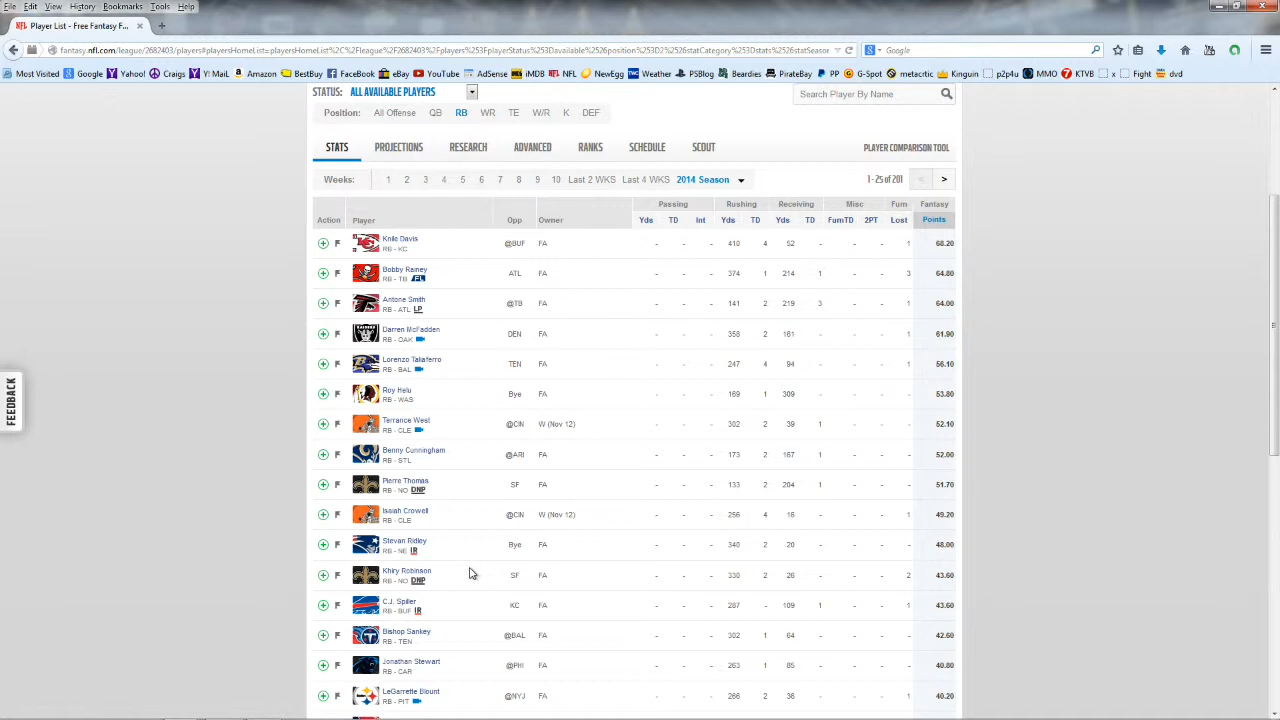 File Edit View History Bookmarks Tools Help
NFL Player List - Free Fantasy F...
fantasy.nfl.com/league/2682403/players#playersHomeList=playersHomeList%2C%2Fleague%2F2682403%2Fplayers%253FplayerStatus%253Davailable%2526position%253D2%2526statCategory%253Dstats%2526statSeason
Google
Most Visited Google Yahoo! Craigs Y! MAIL Amazon BestBuy FaceBook eBay YouTube AdSense iMDB NFL NewEgg Weather PSBlog Beardies PirateBay PP G-Spot metacrtic Kinguin p2p4u MMO KTVB x Fight dvd
STATUS: ALL AVAILABLE PLAYERS Search Player By Name
Position: All Offense QB RB WR TE W/R K DEF
STATS PROJECTIONS RESEARCH ADVANCED RANKS SCHEDULE SCOUT PLAYER COMPARISON TOOL
Weeks: 1 2 3 4 5 6 7 8 9 10 Last 2 WKS Last 4 WKS 2014 Season 1-25 of 201 < >
Passing Rushing Receiving Misc Fum Fantasy
Action Player Opp Owner Yds TD Int Yds TD Yds TD FumTD 2PT Lost Points
Knile Davis @BUF FA - - - 410 4 52 - - - 1 68.20
RB - KC
Bobby Rainey ATL FA - - - 374 1 214 1 - - 3 64.80
RB - TB
Antone Smith @TB FA - - - 141 2 219 3 - - 1 64.00
RB - ATL LP
Darren McFadden DEN FA - - - 358 2 161 - - - 1 61.90
RB - OAK
Lorenzo Taliaferro TEN FA - - - 247 4 94 - - - 1 56.10
RB - BAL
Roy Helu Bye FA - - - 169 1 309 - - - - 53.80
RB - WAS
Terrance West @CIN W (Nov 12) - - - 302 2 39 1 - - - 52.10
RB - CLE
Benny Cunningham @ARI FA - - - 173 2 167 1 - - - 52.00
RB - STL
Pierre Thomas SF FA - - - 133 2 204 1 - - - 51.70
RB - NO DNP
Isaiah Crowell @CIN W (Nov 12) - - - 256 4 6 - - - 1 49.20
RB - CLE
Stevan Ridley Bye FA - - - 340 2 20 - - - - 48.00
RB - NE IR
Khiry Robinson SF FA - - - 330 2 26 - - - 2 43.60
RB - NO DNP
C.J. Spiller KC FA - - - 287 - 109 1 - - 1 43.60
RB - BUF IR
Bishop Sankey @BAL FA - - - 302 1 64 - - - - 42.60
RB - TEN
Jonathan Stewart @PHI FA - - - 263 1 85 - - - - 40.80
RB - CAR
LeGarrette Blount @NYJ FA - - - 266 2 36 - - - 1 40.20
RB - PIT
FEEDBACK